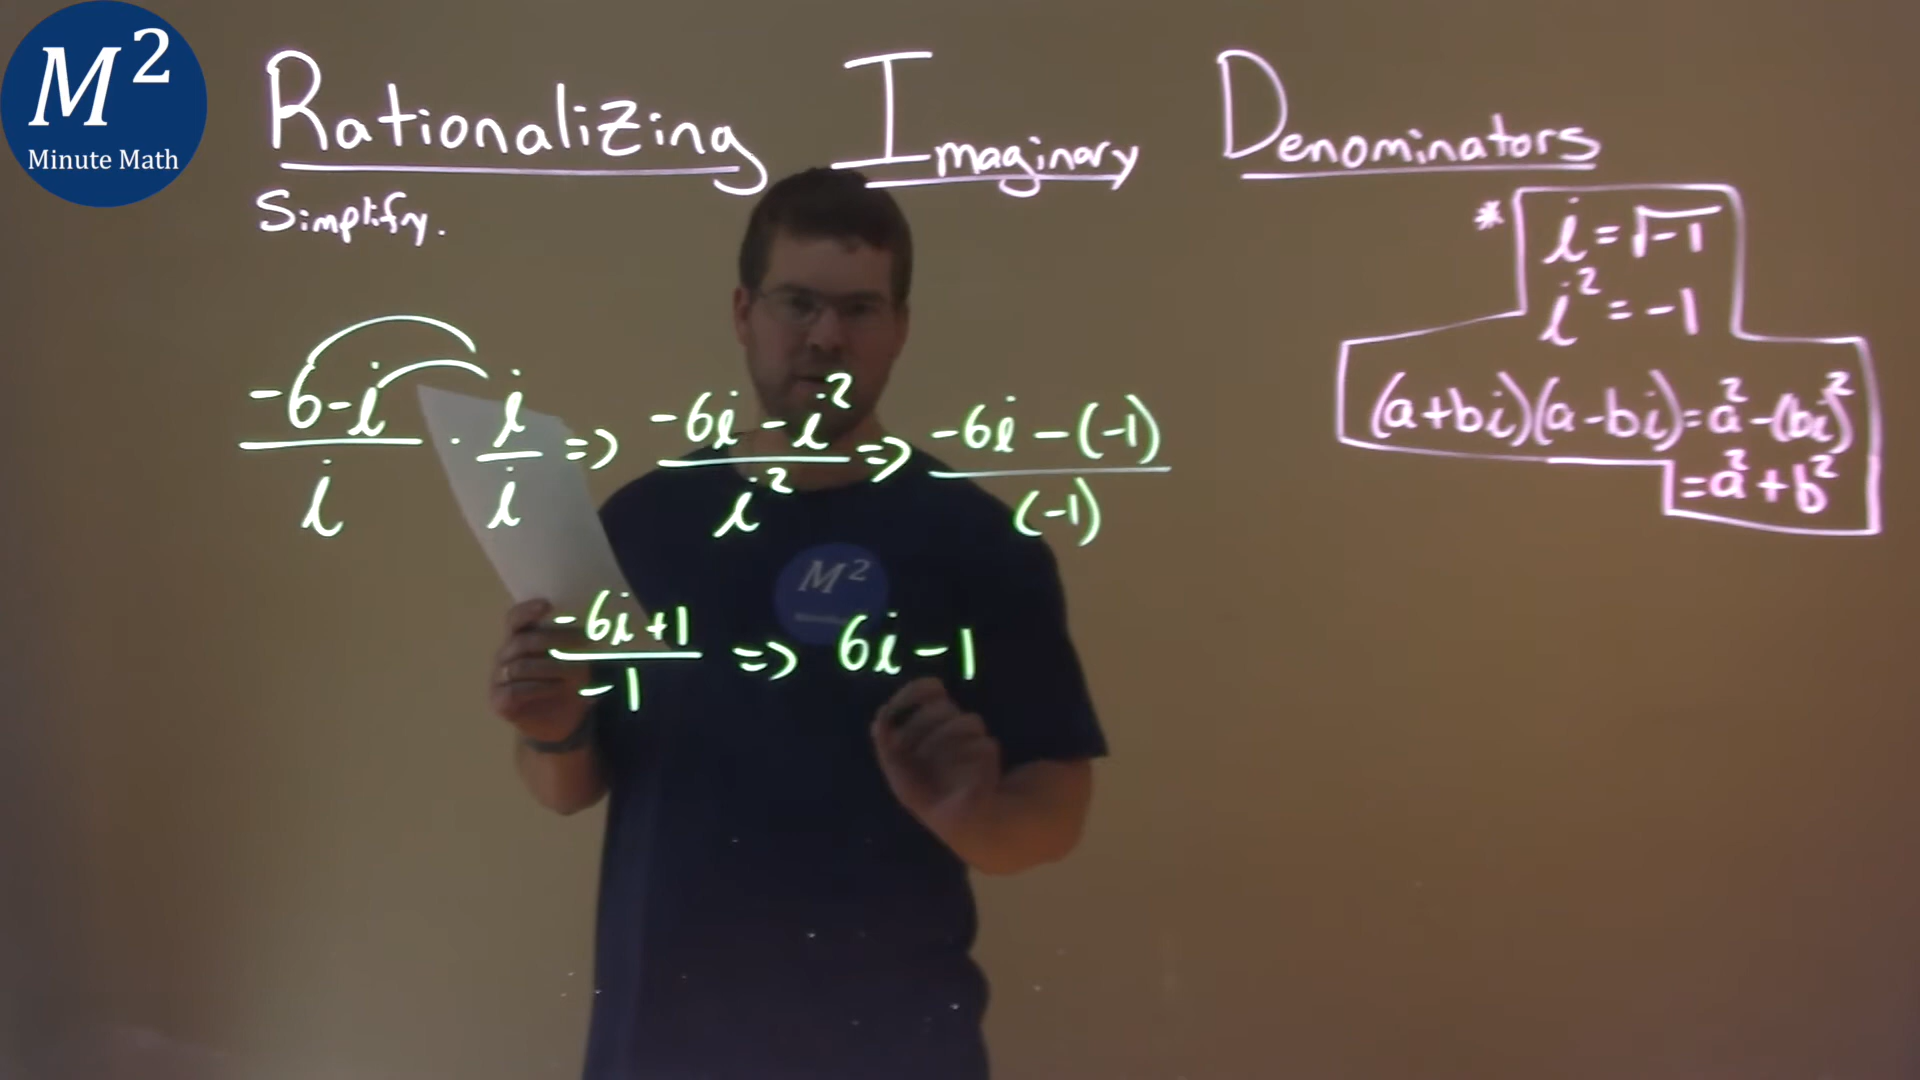 M²
Minute Math
Rationalizing Imaginary Denominators
Simplify.
* i = √-1
i² = -1
(a+bi)(a-bi) = a² - (bi)²
= a² + b²
-6-i / i · i / i => -6i - i² / i² => -6i - (-1) / (-1)
-6i + 1 / -1 => 6i - 1
M²